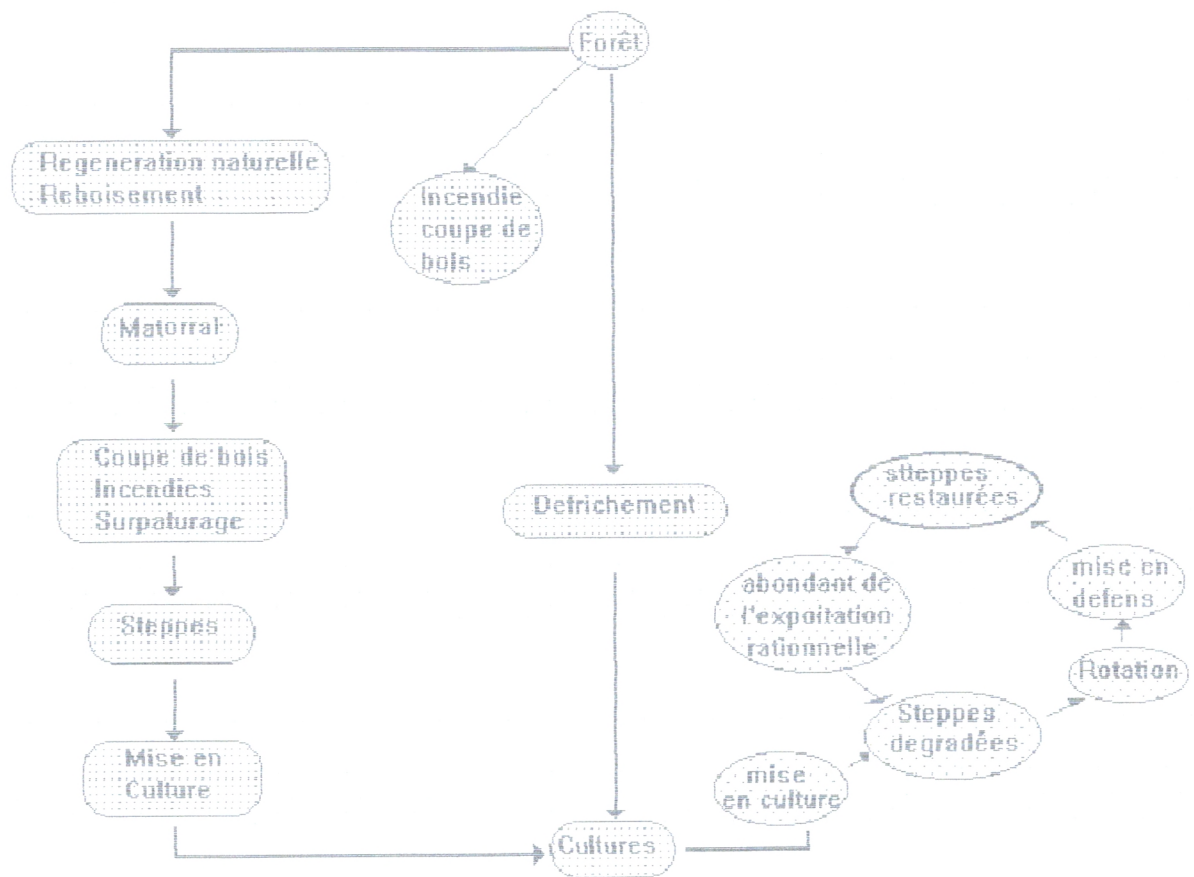 Forêt
Regeneration naturelle
Reboisement
Incendie
coupe de
bois
Matorral
Coupe de bois
Incendies
Surpaturage
Defrichement
stteppes
restaurées
mise en
defens
abondant de
l'expoitation
rationnelle
Steppes
Rotation
Steppes
degradées
Mise en
Culture
mise
en culture
Cultures